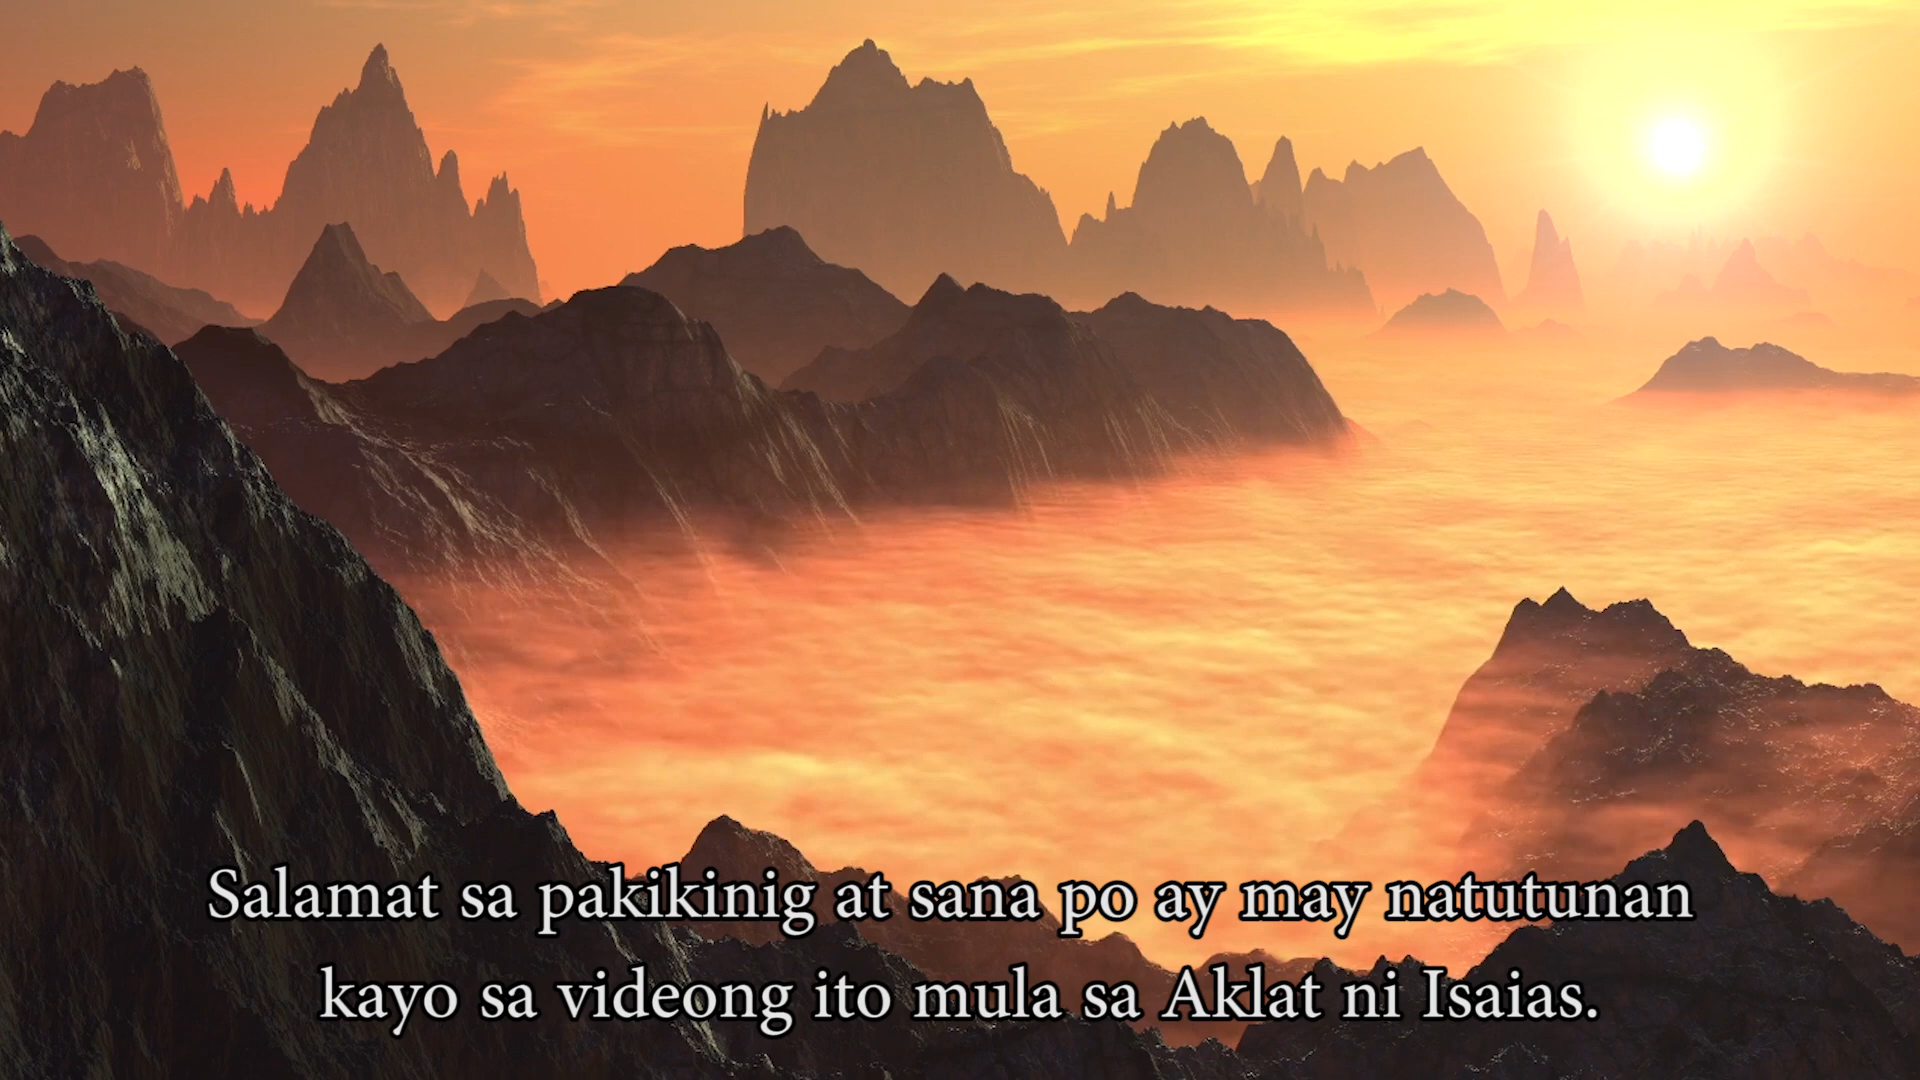 Salamat sa pakikinig at sana po ay may natutunan
kayo sa videong ito mula sa Aklat ni Isaias.